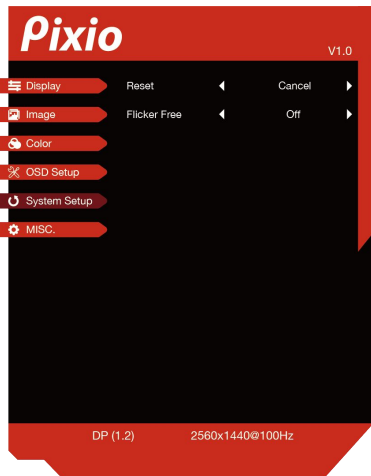 Pixio
V1.0
Display
Reset Cancel
Image
Flicker Free Off
Color
OSD Setup
System Setup
MISC.
DP (1.2) 2560x1440@100Hz